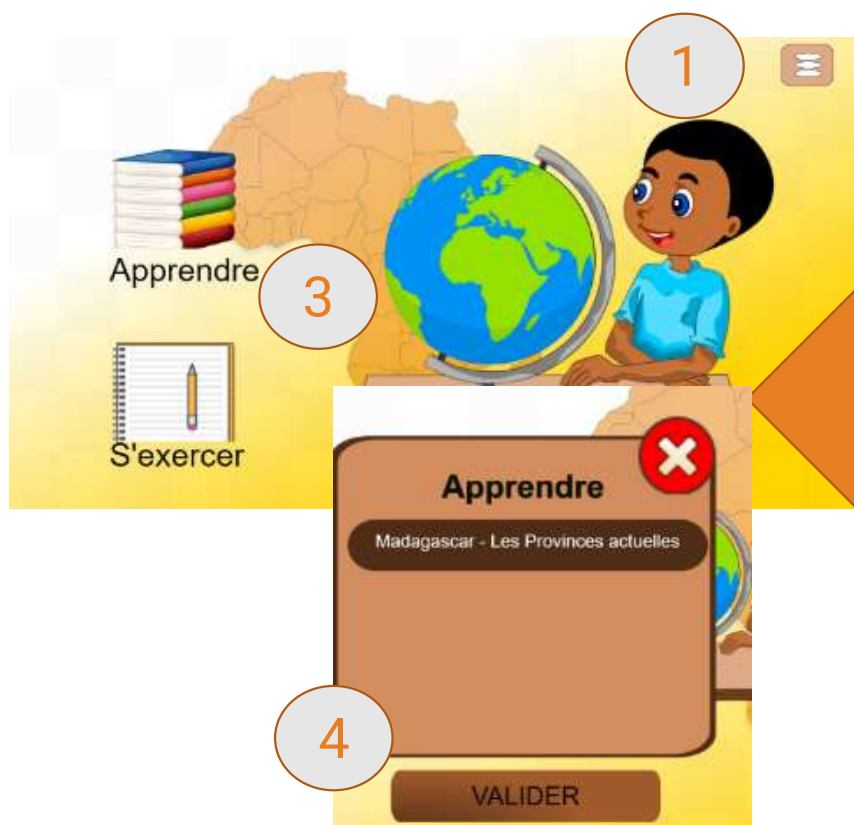 1
Apprendre
3
S'exercer
Apprendre
Madagascar - Les Provinces actuelles
4
VALIDER